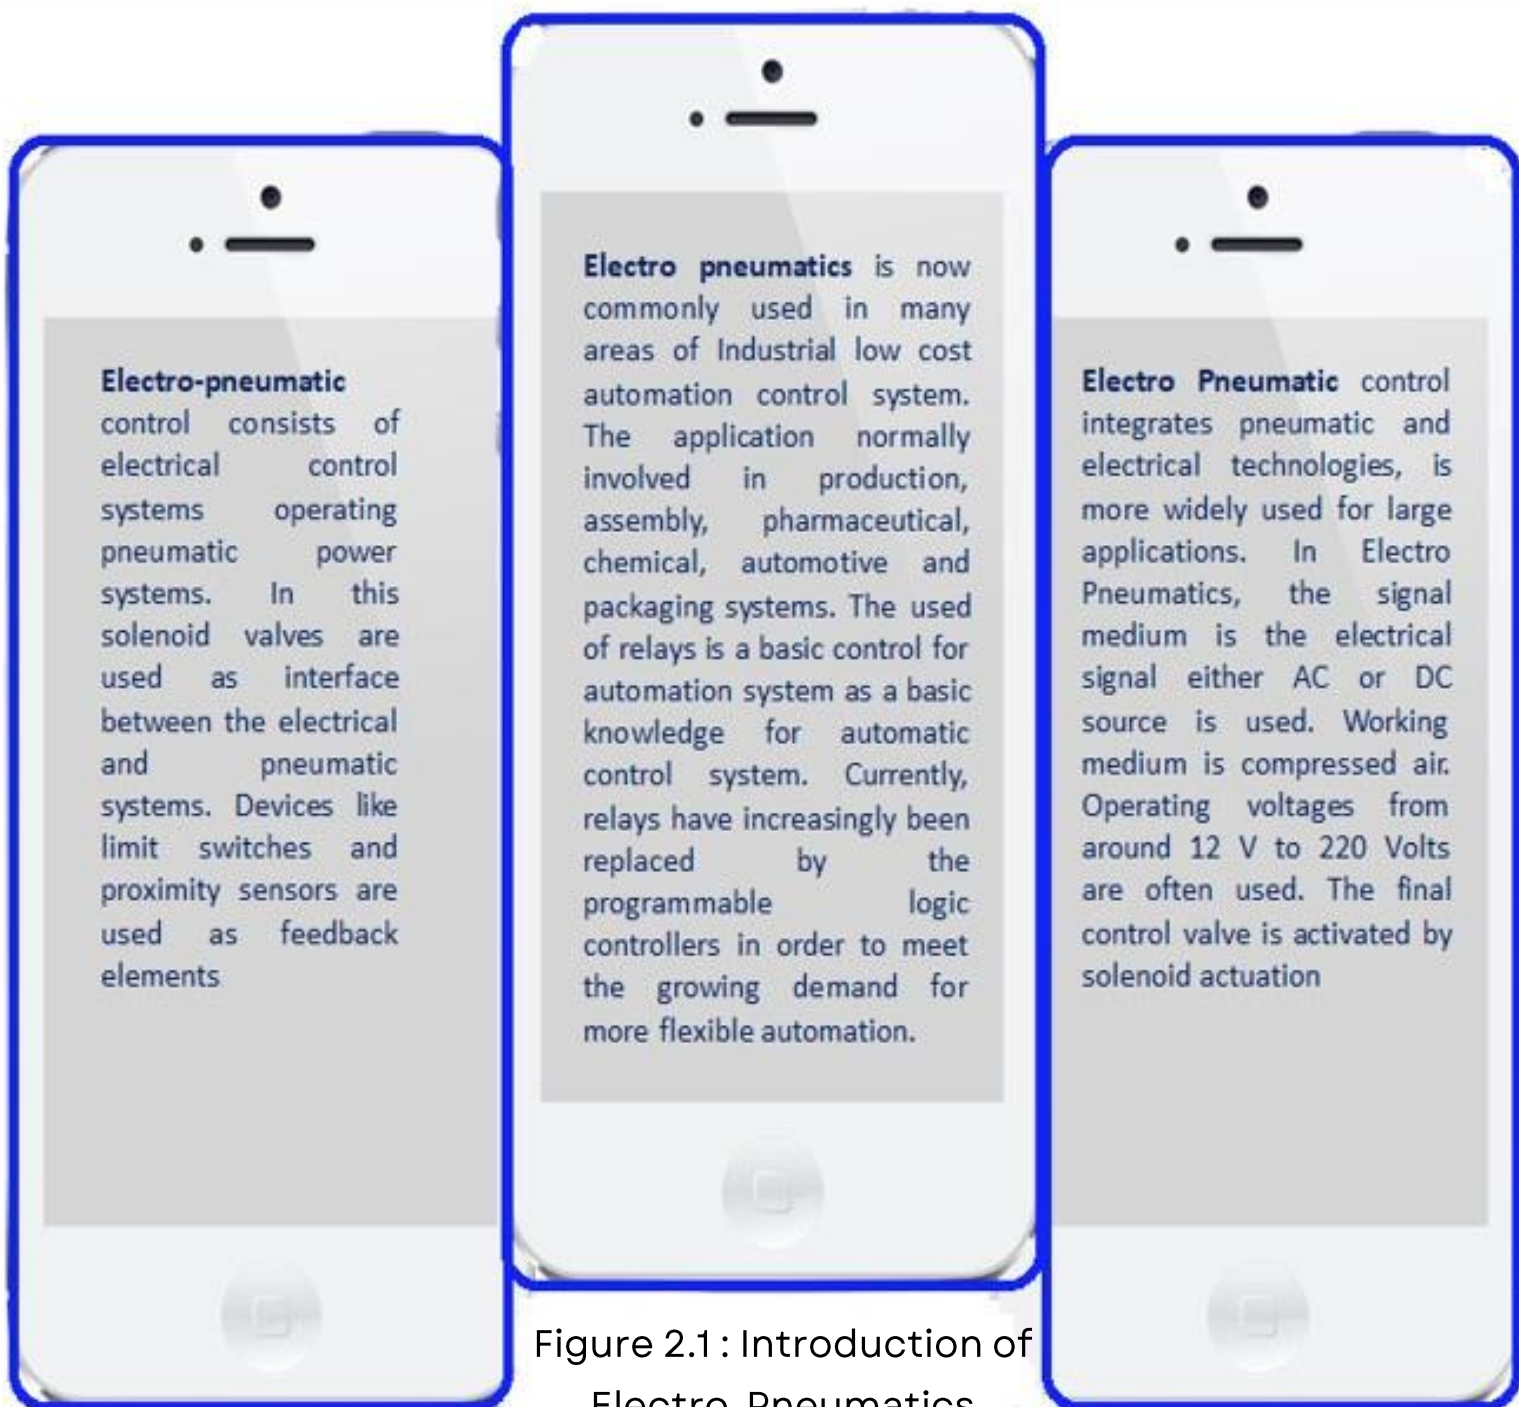 Electro-pneumatic
control consists of
electrical control
systems operating
pneumatic power
systems. In this
solenoid valves are
used as interface
between the electrical
and pneumatic
systems. Devices like
limit switches and
proximity sensors are
used as feedback
elements
Electro pneumatics is now
commonly used in many
areas of Industrial low cost
automation control system.
The application normally
involved in production,
assembly, pharmaceutical,
chemical, automotive and
packaging systems. The used
of relays is a basic control for
automation system as a basic
knowledge for automatic
control system. Currently,
relays have increasingly been
replaced by the
programmable logic
controllers in order to meet
the growing demand for
more flexible automation.
Electro Pneumatic control
integrates pneumatic and
electrical technologies, is
more widely used for large
applications. In Electro
Pneumatics, the signal
medium is the electrical
signal either AC or DC
source is used. Working
medium is compressed air.
Operating voltages from
around 12 V to 220 Volts
are often used. The final
control valve is activated by
solenoid actuation
Figure 2.1 : Introduction of
Electro-Pneumatics